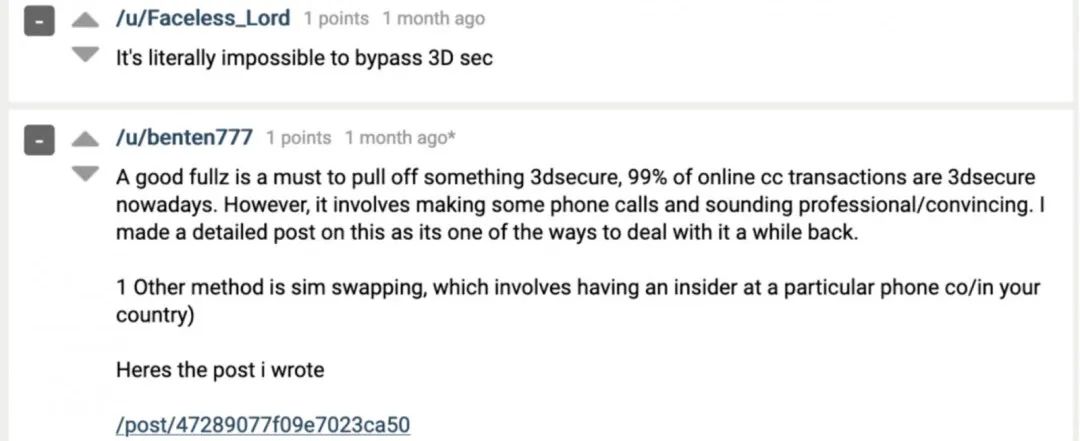 - /u/Faceless_Lord 1 points 1 month ago
It's literally impossible to bypass 3D sec
- /u/benten777 1 points 1 month ago*
A good fullz is a must to pull off something 3dsecure, 99% of online cc transactions are 3dsecure
nowadays. However, it involves making some phone calls and sounding professional/convincing. I
made a detailed post on this as its one of the ways to deal with it a while back.
1 Other method is sim swapping, which involves having an insider at a particular phone co/in your
country)
Heres the post i wrote
/post/47289077f09e7023ca50